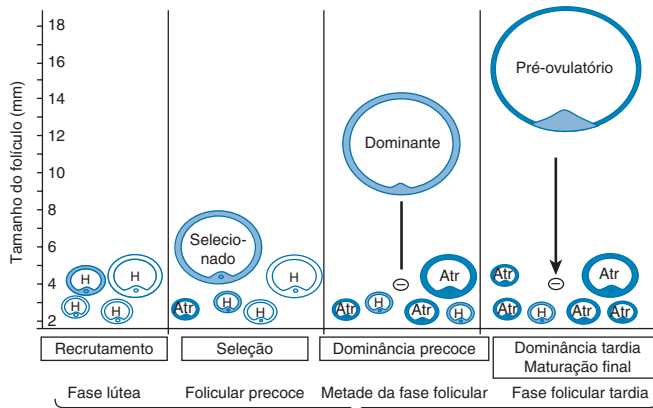 Tamanho do folículo (mm)
18
16
14
12
10
8
6
4
2
Pré-ovulatório
Dominante
Selecio-
nado
H
H
H
H
H
Atr
H
H
Atr
Atr
H
Atr
H
Atr
Atr
Atr
H
Atr
Atr
Recrutamento
Seleção
Dominância precoce
Dominância tardia
Maturação final
Fase lútea
Folicular precoce
Metade da fase folicular
Fase folicular tardia